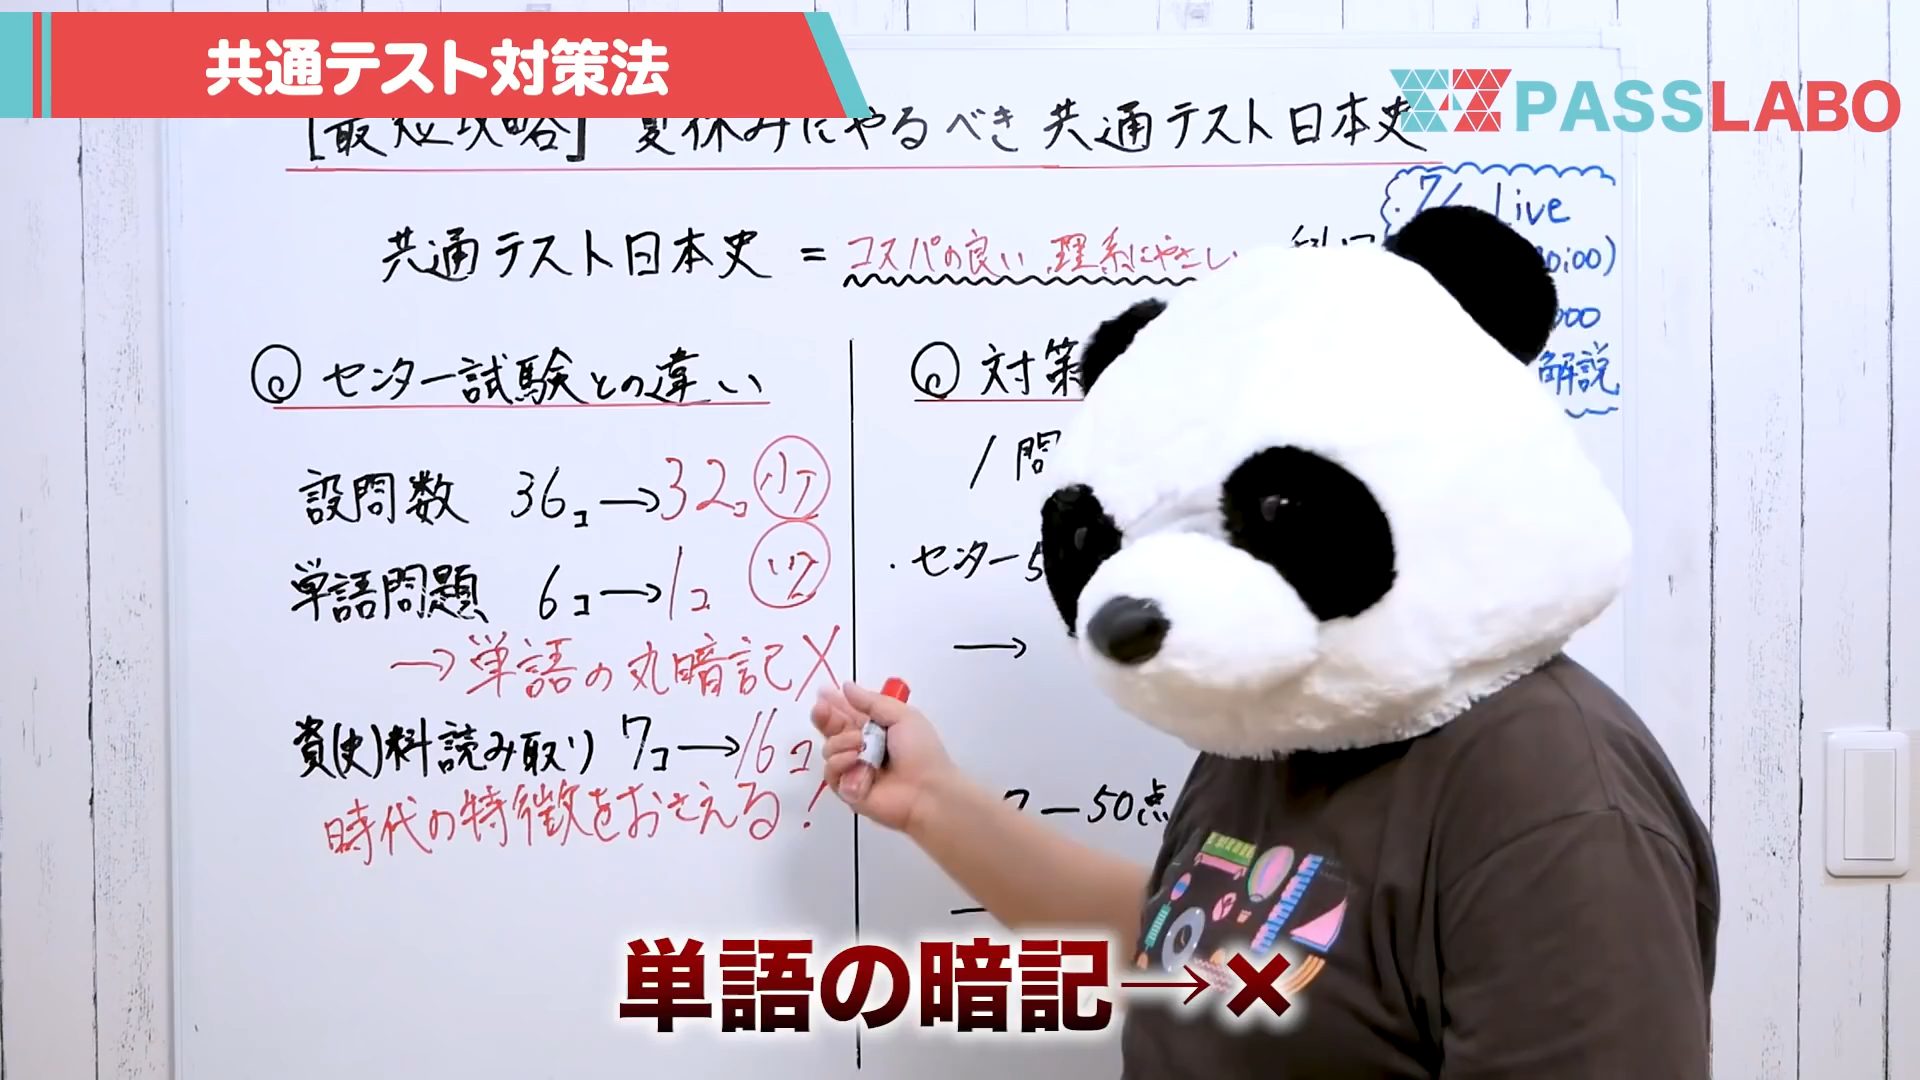 共通テスト対策法
PASSLABO
[最短攻略] 夏休みにやるべき 共通テスト日本史
共通テスト日本史 = コスパの良い、理系にやさしい
Live
解説
センター試験との違い
設問数 36コ→32コ 少
単語問題 6コ→1コ
→単語の丸暗記X
資(史)料読み取り 7コ→16コ
時代の特徴をおさえる!
対策
1問
・センター5
→
50点
単語の暗記→×